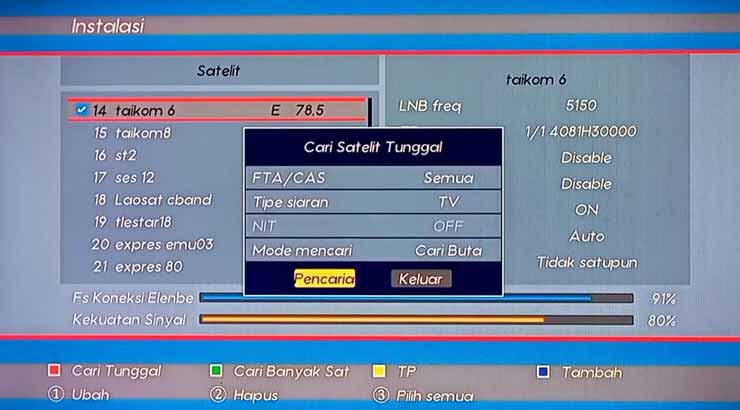 Instalasi
Satelit
taikom 6
14 taikom 6 E 78.5
15 taikom8
16 st2
17 ses 12
18 Laosat cband
19 tlestar18
20 expres emu03
21 expres 80
LNB freq 5150
1/1 4081H30000
Disable
Disable
ON
Auto
Tidak satupun
Cari Satelit Tunggal
FTA/CAS Semua
Tipe siaran TV
NIT OFF
Mode mencari Cari Buta
Pencaria Keluar
Fs Koneksi Elenbe 91%
Kekuatan Sinyal 80%
Cari Tunggal Cari Banyak Sat TP Tambah
① Ubah ② Hapus ③ Pilih semua